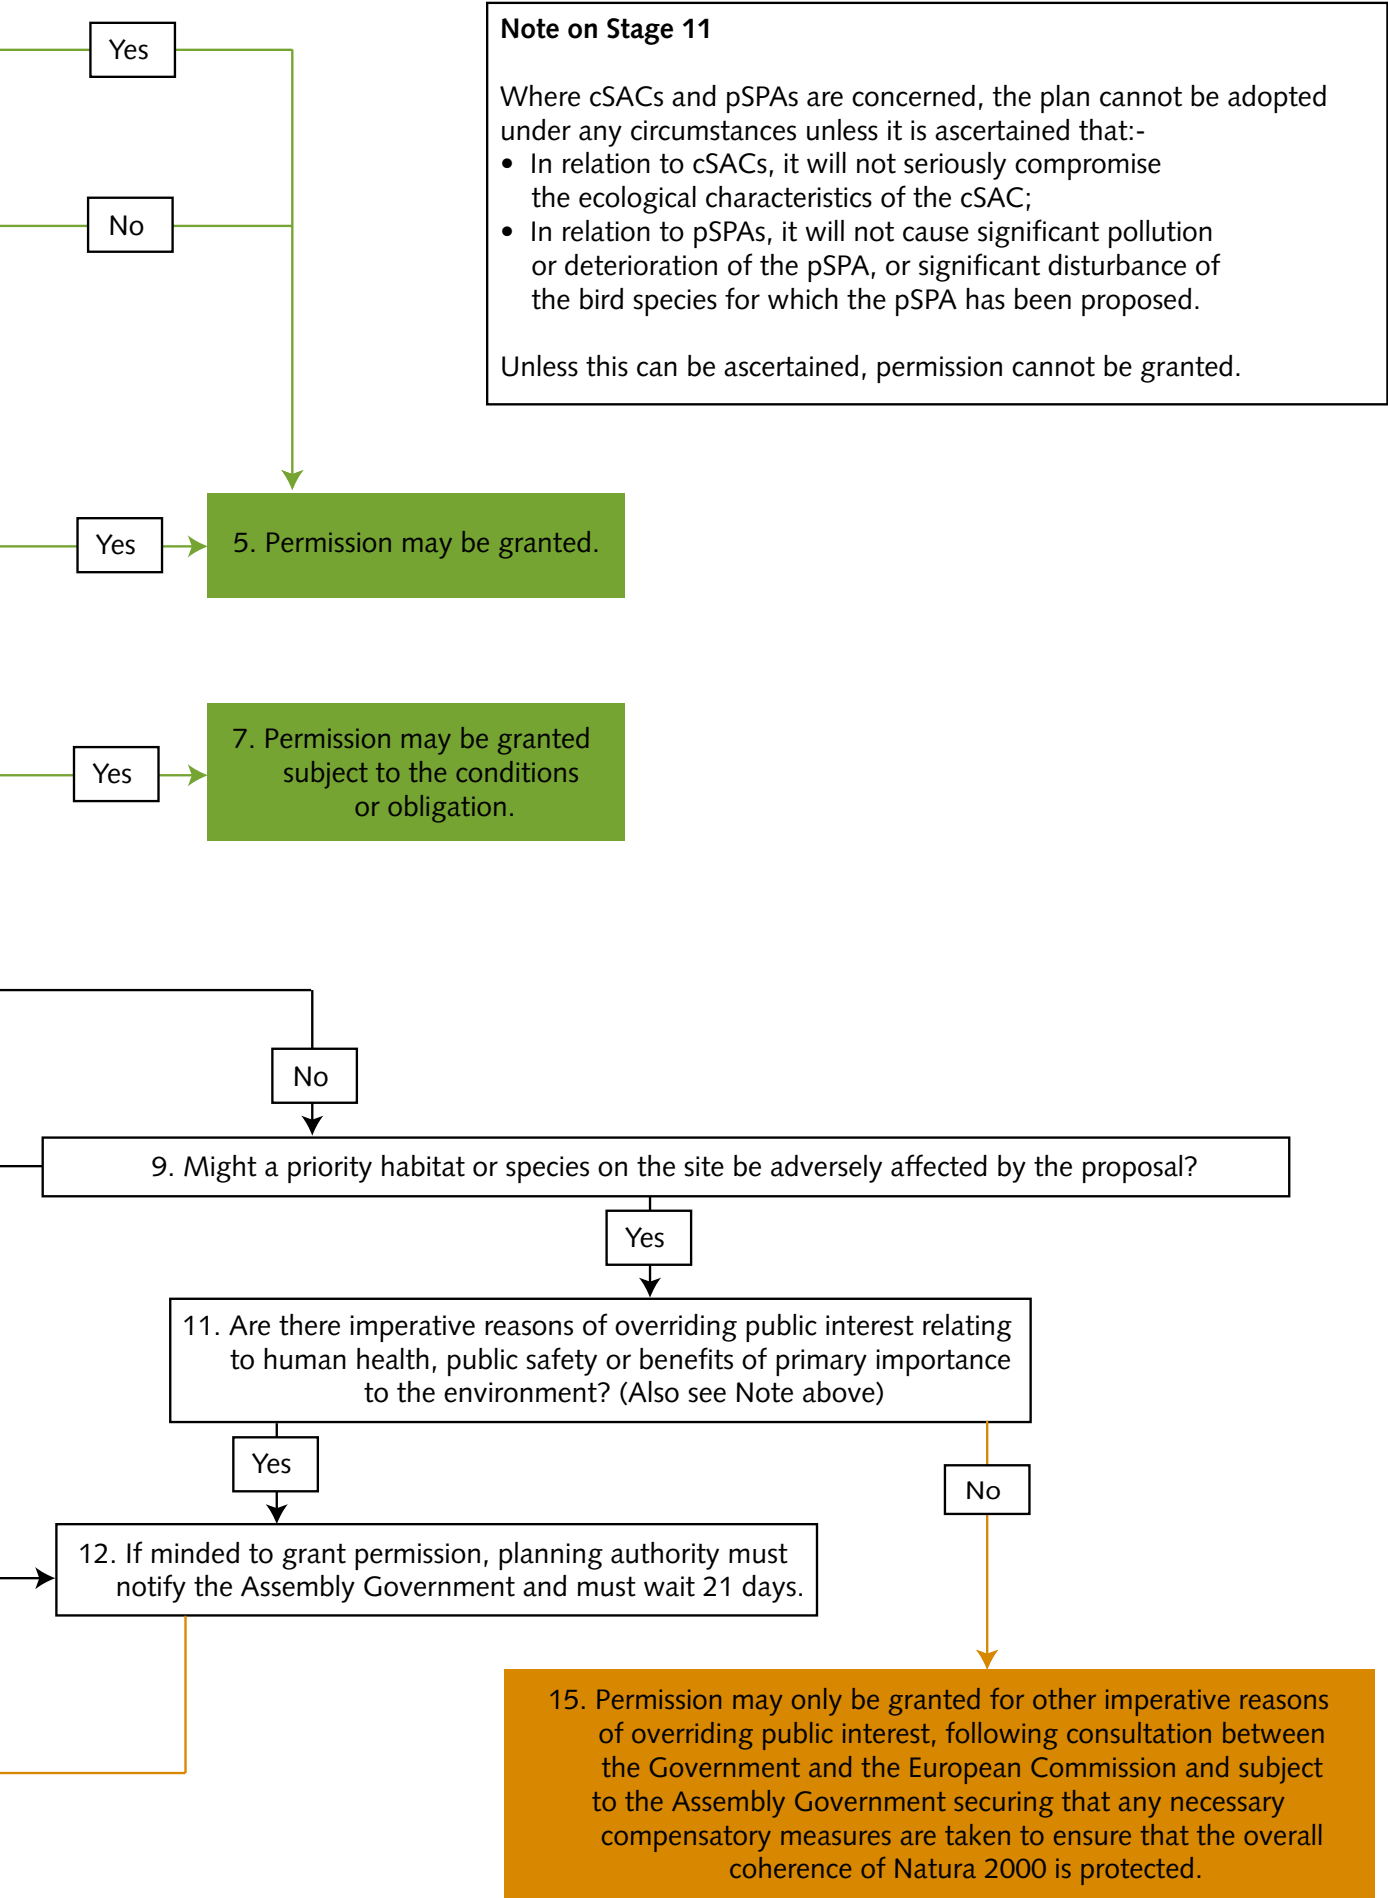 Yes
Note on Stage 11
Where cSACs and pSPAs are concerned, the plan cannot be adopted
under any circumstances unless it is ascertained that:-
• In relation to cSACs, it will not seriously compromise
the ecological characteristics of the cSAC;
• In relation to pSPAs, it will not cause significant pollution
or deterioration of the pSPA, or significant disturbance of
the bird species for which the pSPA has been proposed.
Unless this can be ascertained, permission cannot be granted.
No
Yes
5. Permission may be granted.
Yes
7. Permission may be granted
subject to the conditions
or obligation.
No
9. Might a priority habitat or species on the site be adversely affected by the proposal?
Yes
11. Are there imperative reasons of overriding public interest relating
to human health, public safety or benefits of primary importance
to the environment? (Also see Note above)
Yes
No
12. If minded to grant permission, planning authority must
notify the Assembly Government and must wait 21 days.
15. Permission may only be granted for other imperative reasons
of overriding public interest, following consultation between
the Government and the European Commission and subject
to the Assembly Government securing that any necessary
compensatory measures are taken to ensure that the overall
coherence of Natura 2000 is protected.